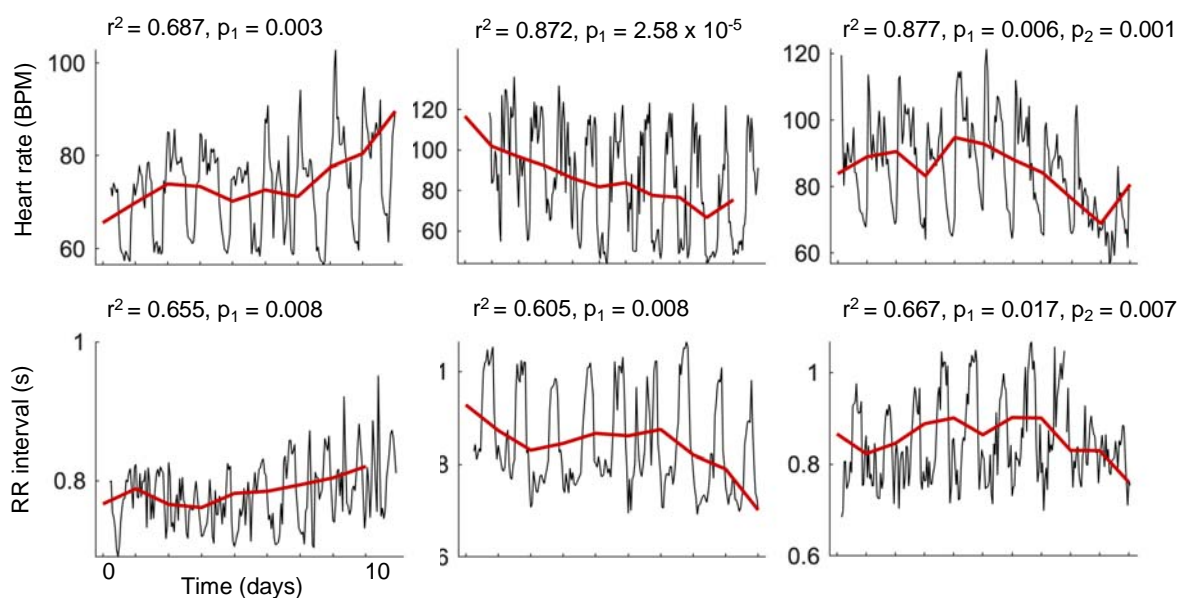 r² = 0.687, p₁ = 0.003
r² = 0.872, p₁ = 2.58 x 10⁻⁵
r² = 0.877, p₁ = 0.006, p₂ = 0.001
Heart rate (BPM)
100
80
60
120
100
80
60
120
100
80
60
r² = 0.655, p₁ = 0.008
r² = 0.605, p₁ = 0.008
r² = 0.667, p₁ = 0.017, p₂ = 0.007
RR interval (s)
1
0.8
1
8
6
1
0.8
0.6
0
10
Time (days)